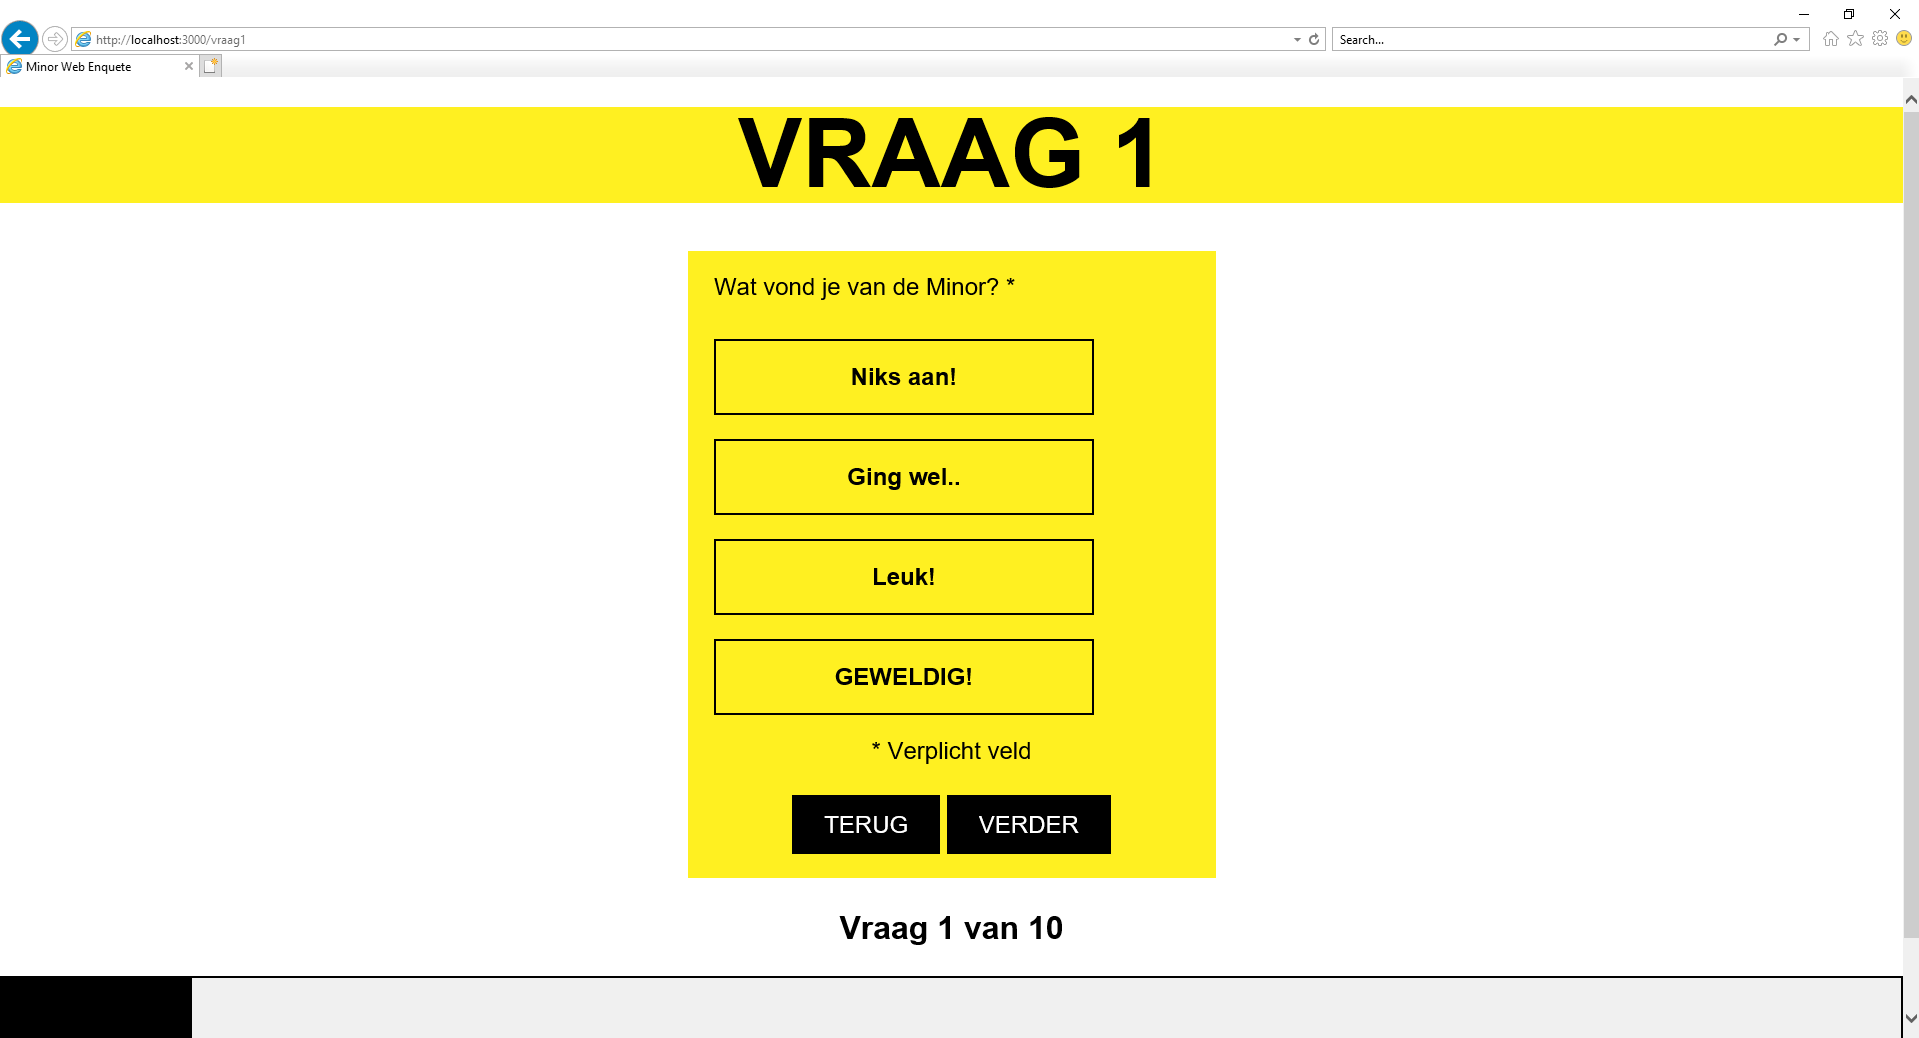 http://localhost:3000/vraag1
Search...
Minor Web Enquete
VRAAG 1
Wat vond je van de Minor? *
Niks aan!
Ging wel..
Leuk!
GEWELDIG!
* Verplicht veld
TERUG VERDER
Vraag 1 van 10